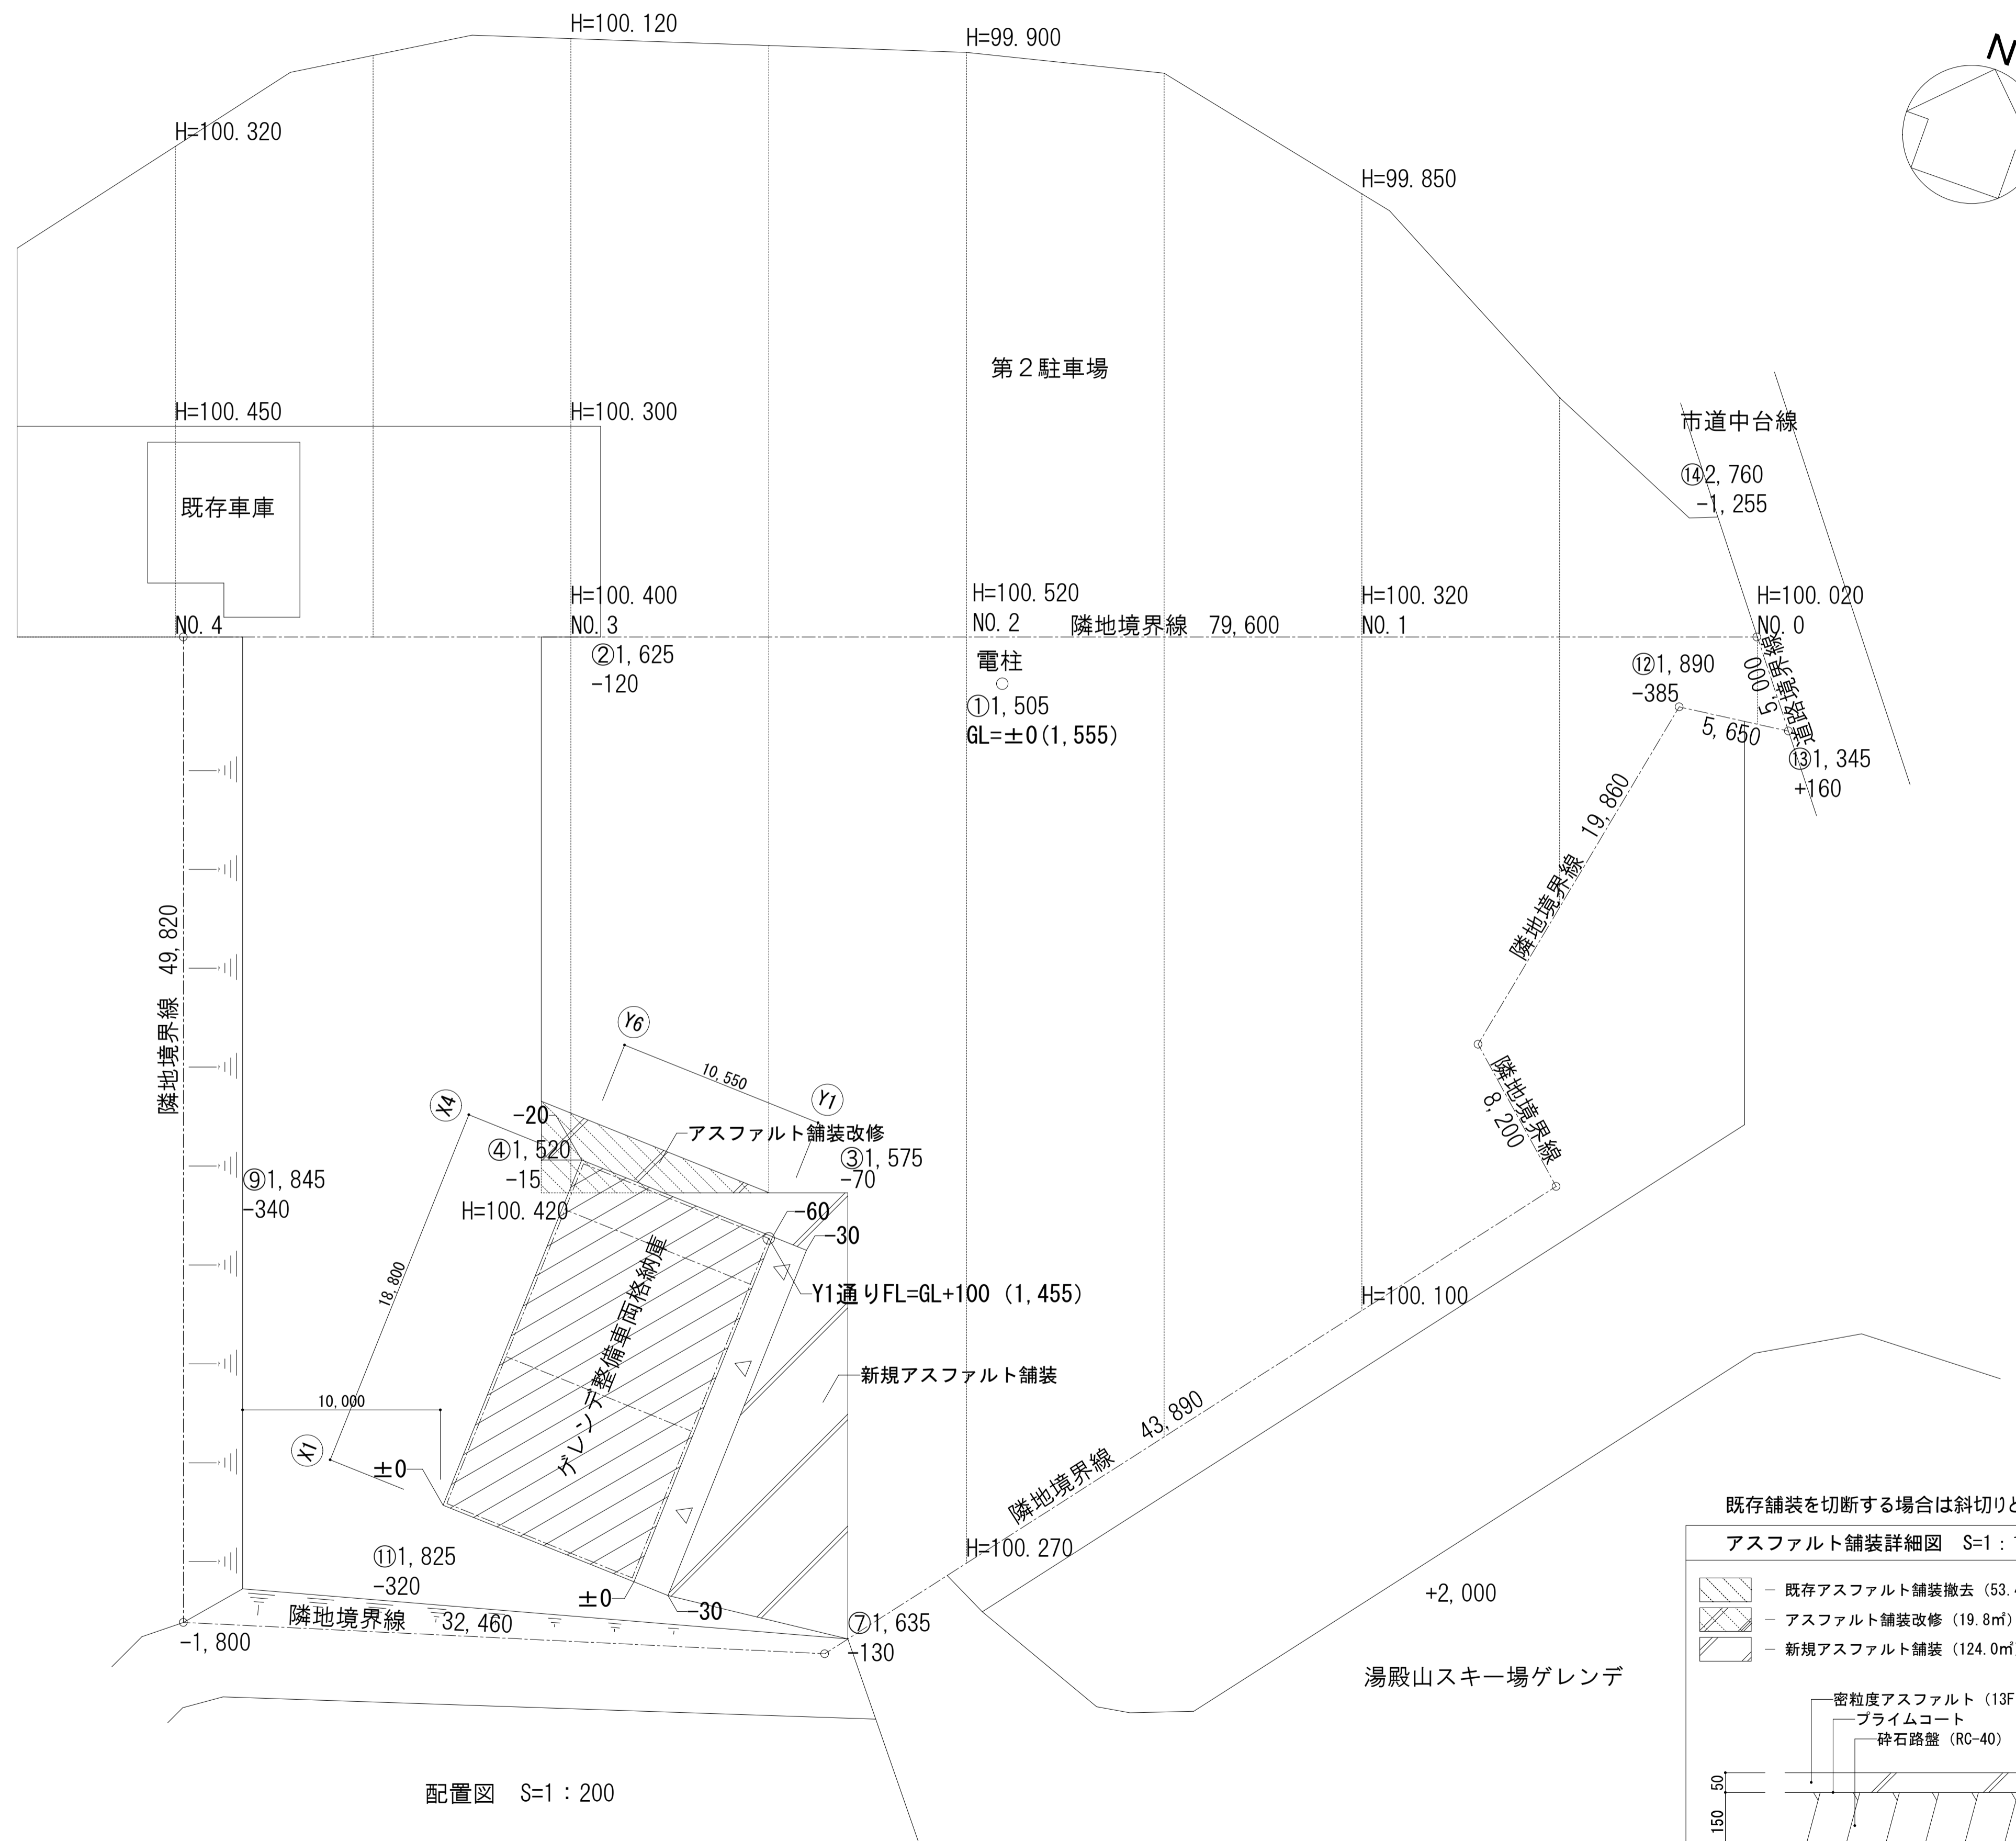 H=100.120
H=99.900
N
H=100.320
H=99.850
第２駐車場
H=100.450
H=100.300
市道中台線
⑭2,760
-1,255
既存車庫
H=100.400
H=100.520
H=100.320
H=100.020
NO.4
NO.3
NO.2
隣地境界線 79,600
NO.1
NO.0
②1,625
-120
電柱
①1,505
GL=±0(1,555)
⑫1,890
-385
5,000
道路境界線
5,650
⑬1,345
+160
隣地境界線 19,860
隣地境界線 49,820
Y6
10,550
Y1
X4
-20
アスファルト舗装改修
④1,520
-15
③1,575
-70
隣地境界線
8,200
⑨1,845
-340
H=100.420
-60
-30
18,800
ゲレンデ整備車両格納庫
Y1通りFL=GL+100 (1,455)
H=100.100
新規アスファルト舗装
10,000
X1
±0
隣地境界線 43,890
H=100.270
⑪1,825
-320
±0
-30
隣地境界線 32,460
⑦1,635
-130
-1,800
+2,000
湯殿山スキー場ゲレンデ
配置図 S=1：200
既存舗装を切断する場合は斜切りと
アスファルト舗装詳細図 S=1：
既存アスファルト舗装撤去（53.
アスファルト舗装改修（19.8㎡）
新規アスファルト舗装（124.0㎡
密粒度アスファルト（13F
プライムコート
砕石路盤（RC-40）
50
150